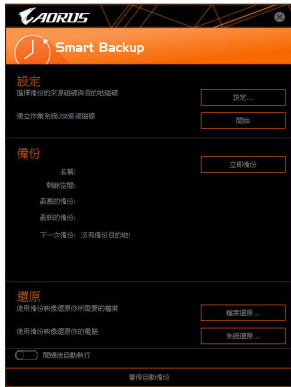 AORUS
Smart Backup
設定
選擇備份的來源磁碟與目的地磁碟
設定...
建立作業系統USB修複磁碟
開始
備份
立即備份
名稱:
剩餘空間:
最舊的備份:
最新的備份:
下一次備份: 沒有備份目的地!
還原
使用備份映像還原你所需要的檔案
檔案還原...
使用備份映像還原你的電腦
系統還原...
開機後自動執行
暫停自動備份